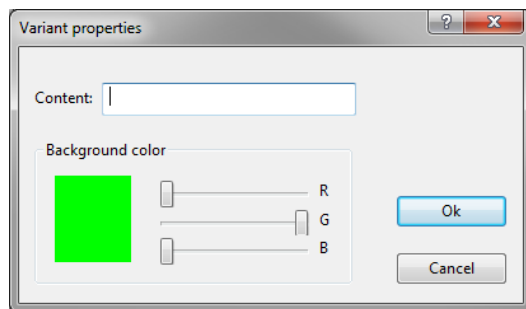 Variant properties
Content:
Background color
R
G
B
Ok
Cancel